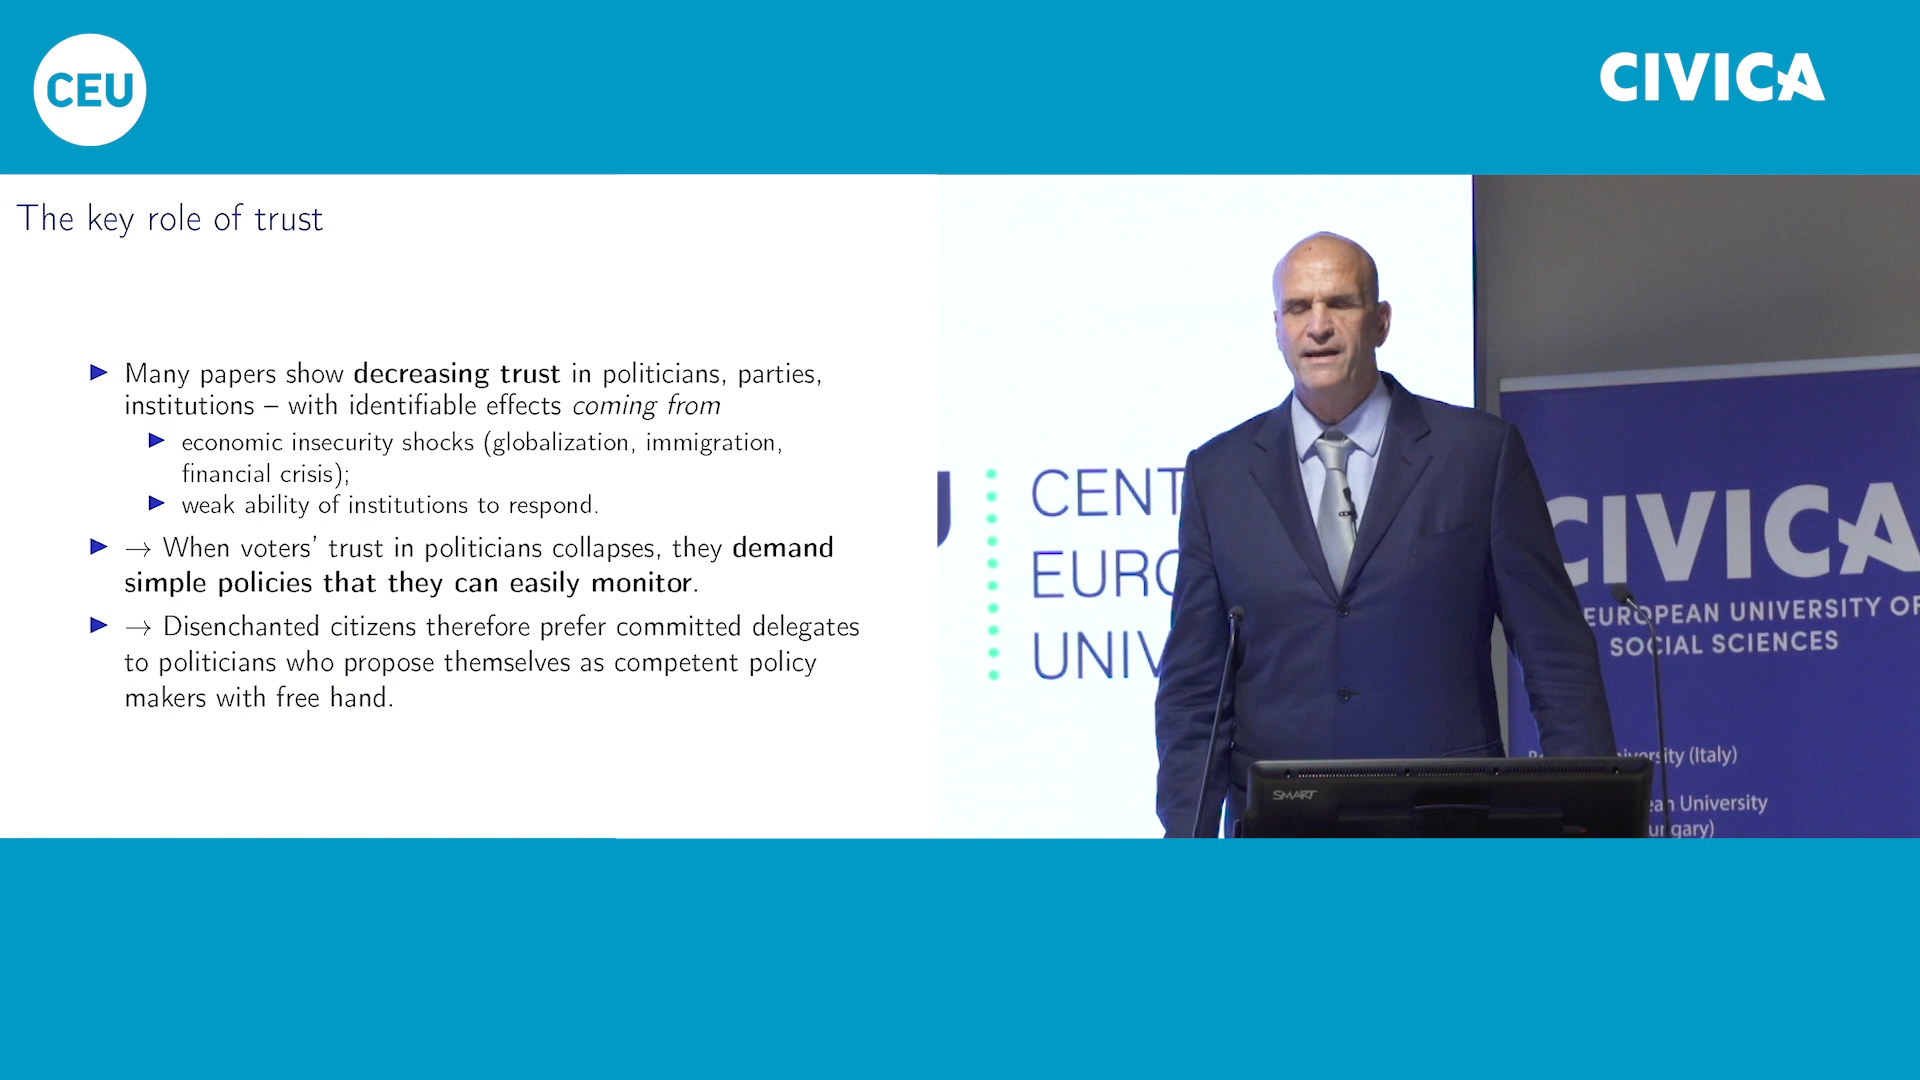 CEU
CIVICA
The key role of trust
Many papers show decreasing trust in politicians, parties,
institutions – with identifiable effects coming from
economic insecurity shocks (globalization, immigration,
financial crisis);
weak ability of institutions to respond.
→ When voters' trust in politicians collapses, they demand
simple policies that they can easily monitor.
→ Disenchanted citizens therefore prefer committed delegates
to politicians who propose themselves as competent policy
makers with free hand.
U
CENT
EURO
UNIV
CIVICA
EUROPEAN UNIVERSITY OF
SOCIAL SCIENCES
University (Italy)
University
SMART